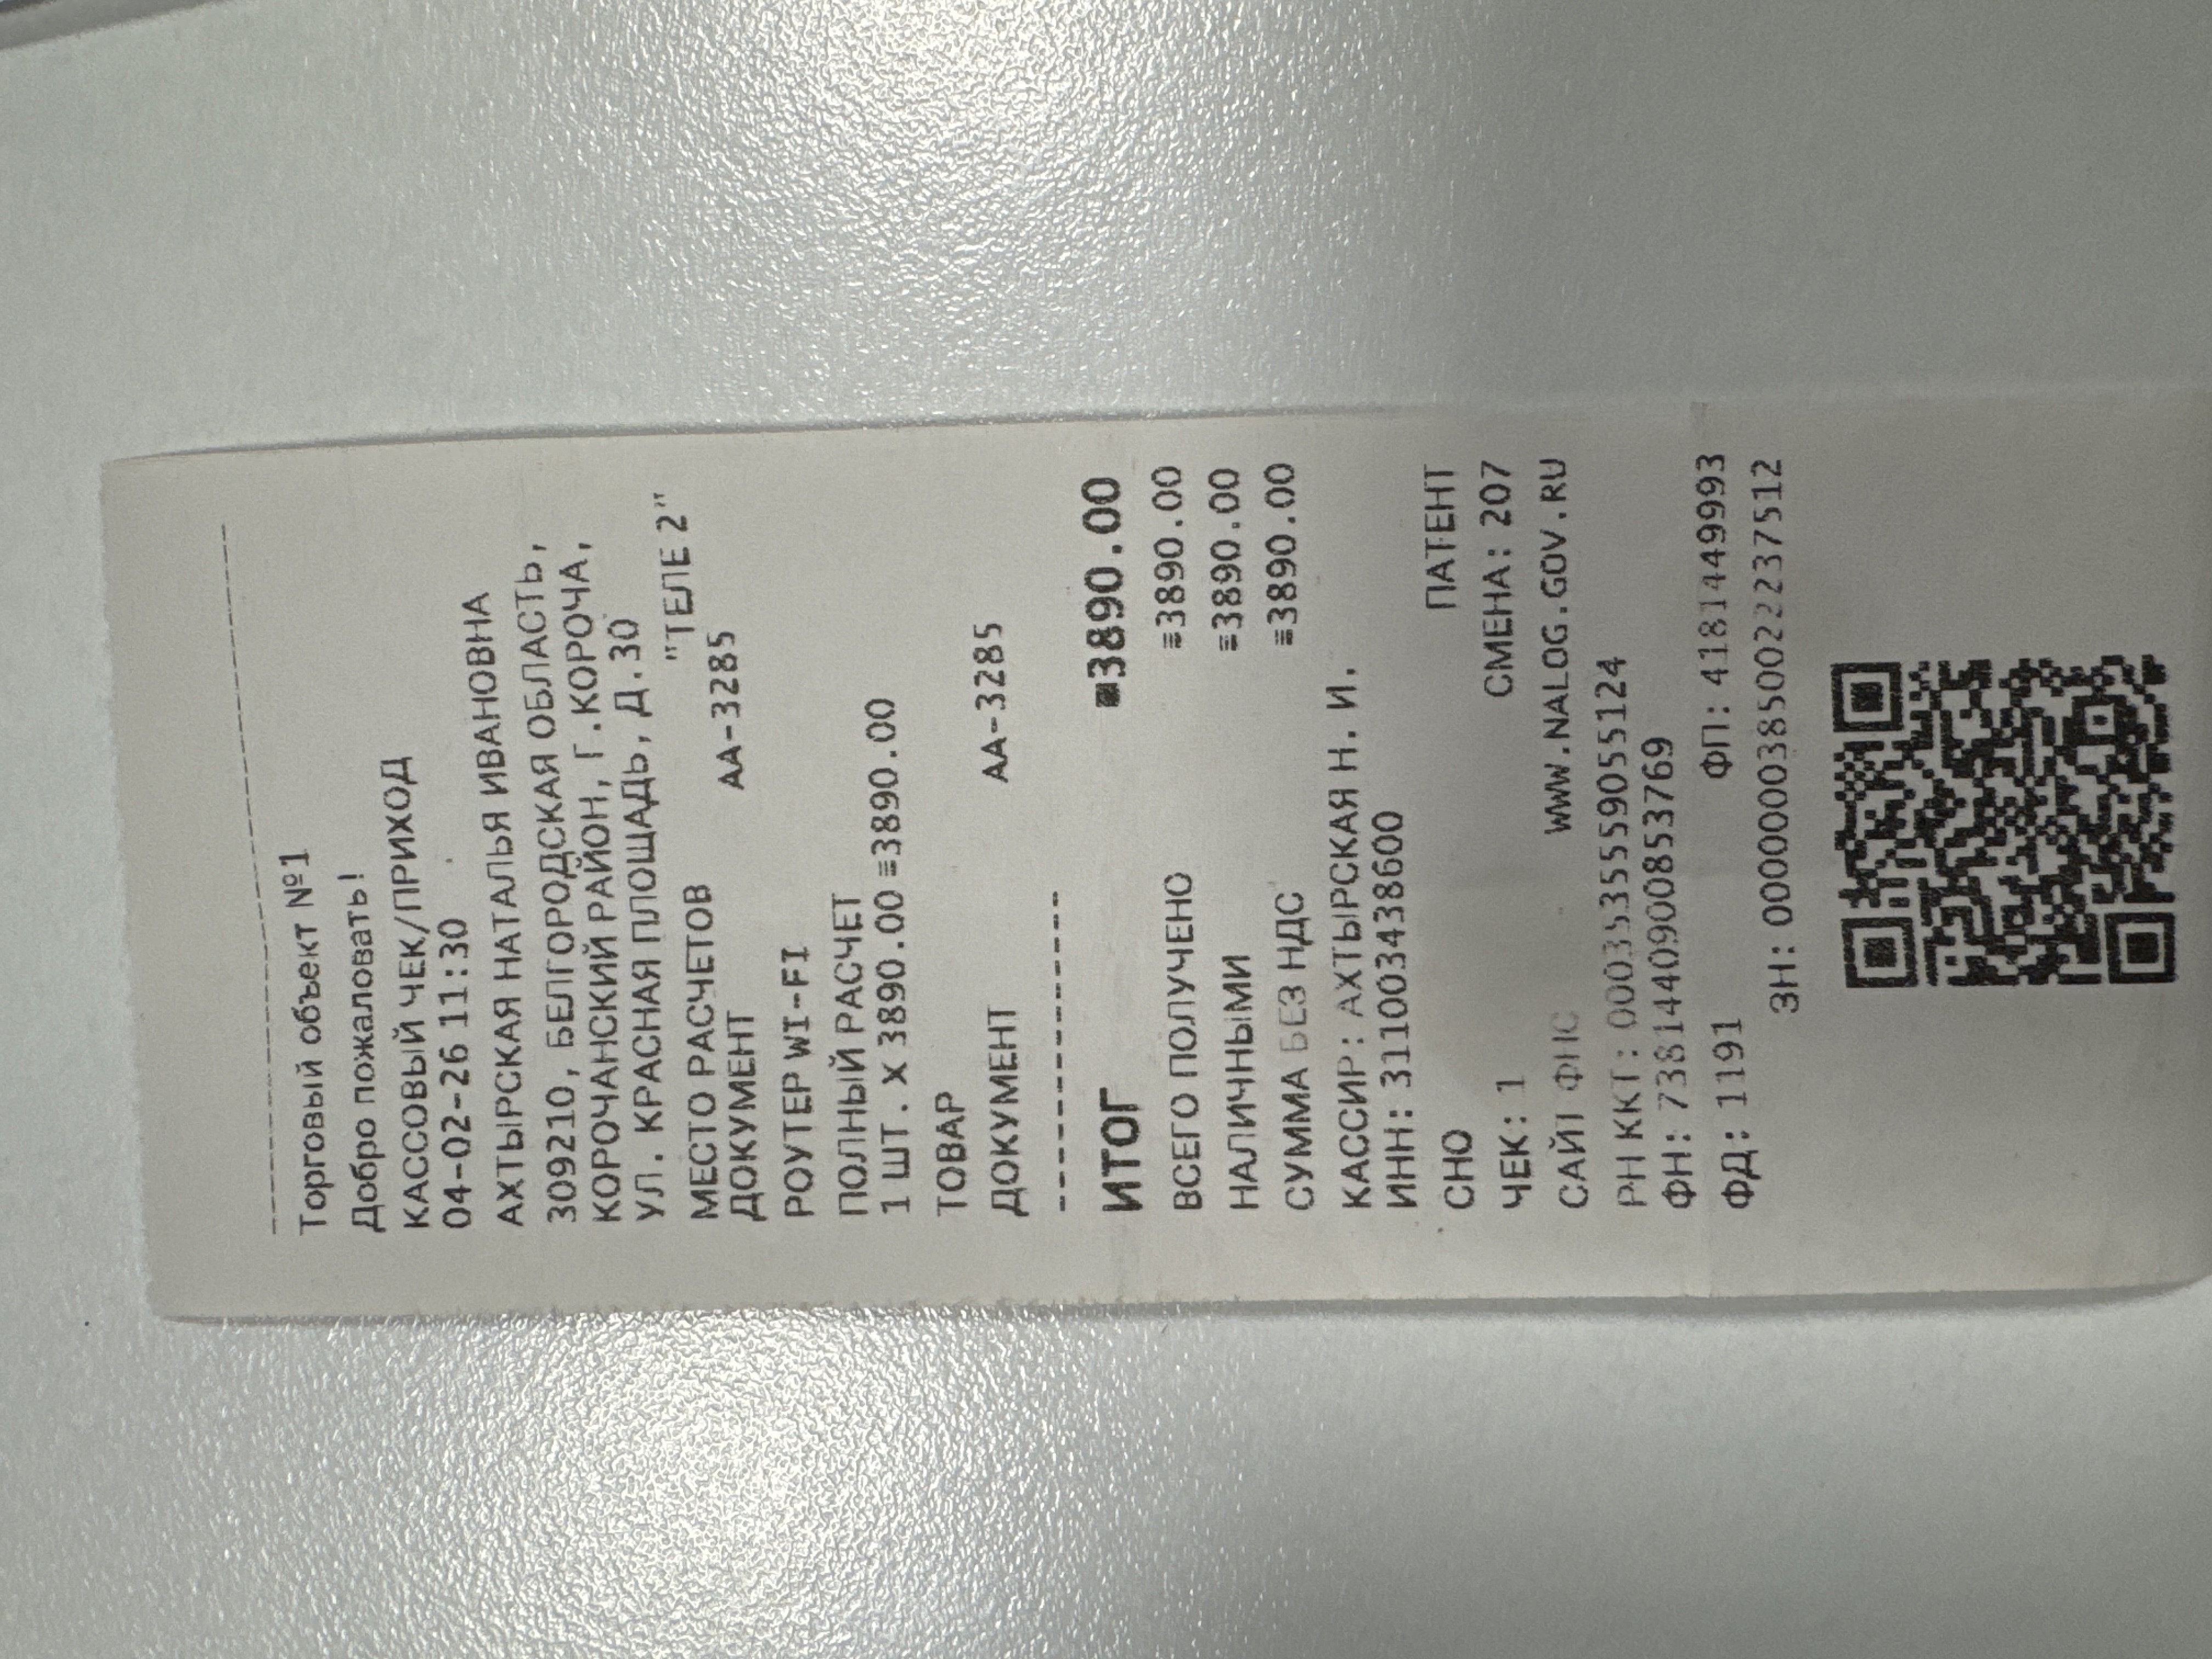 Торговый объект №1
Добро пожаловать!
КАССОВЫЙ ЧЕК/ПРИХОД
04-02-26 11:30
АХТЫРСКАЯ НАТАЛЬЯ ИВАНОВНА
309210, БЕЛГОРОДСКАЯ ОБЛАСТЬ,
КОРОЧАНСКИЙ РАЙОН, Г.КОРОЧА,
УЛ. КРАСНАЯ ПЛОЩАДЬ, Д.30
МЕСТО РАСЧЕТОВ "ТЕЛЕ 2"
ДОКУМЕНТ АА-3285
РОУТЕР WI-FI
ПОЛНЫЙ РАСЧЕТ
1 ШТ. X 3890.00 ≡3890.00
ТОВАР
ДОКУМЕНТ АА-3285
ИТОГ ≡3890.00
ВСЕГО ПОЛУЧЕНО ≡3890.00
НАЛИЧНЫМИ ≡3890.00
СУММА БЕЗ НДС ≡3890.00
КАССИР: АХТЫРСКАЯ Н. И.
ИНН: 311003438600
СНО ПАТЕНТ
ЧЕК: 1 СМЕНА: 207
САЙТ ФНС WWW.NALOG.GOV.RU
РН ККТ: 0003535559055124
ФН: 7381440900853769
ФД: 1191 ФП: 4181449993
ЗН: 00000003850022237512